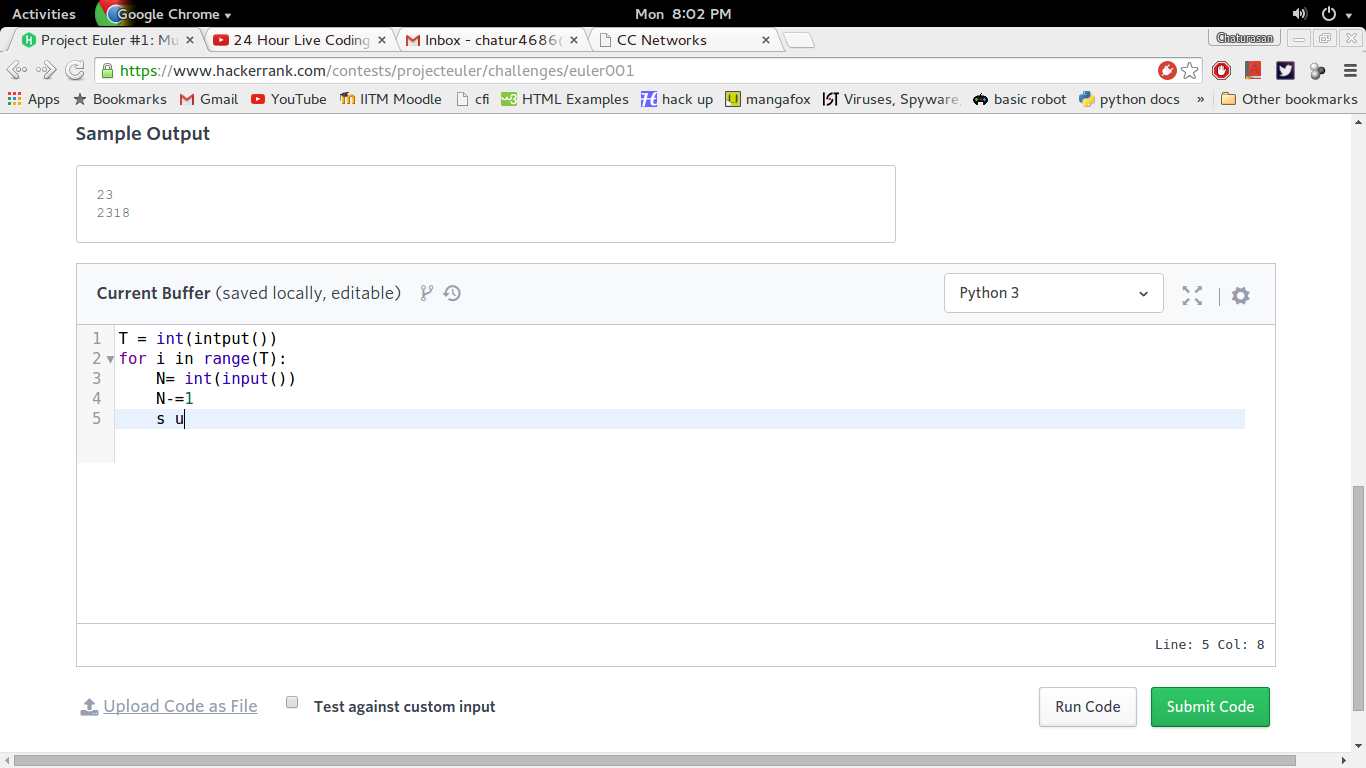 Activities Google Chrome Mon 8:02 PM
Project Euler #1: Mu 24 Hour Live Coding Inbox - chatur4686 CC Networks Chaturasan
https://www.hackerrank.com/contests/projecteuler/challenges/euler001
Apps Bookmarks Gmail YouTube IITM Moodle cfi HTML Examples hack up mangafox Viruses, Spyware, basic robot python docs » Other bookmarks
Sample Output
23
2318
Current Buffer (saved locally, editable) Python 3
1 T = int(intput())
2 for i in range(T):
3 N= int(input())
4 N-=1
5 s u
Line: 5 Col: 8
Upload Code as File Test against custom input Run Code Submit Code